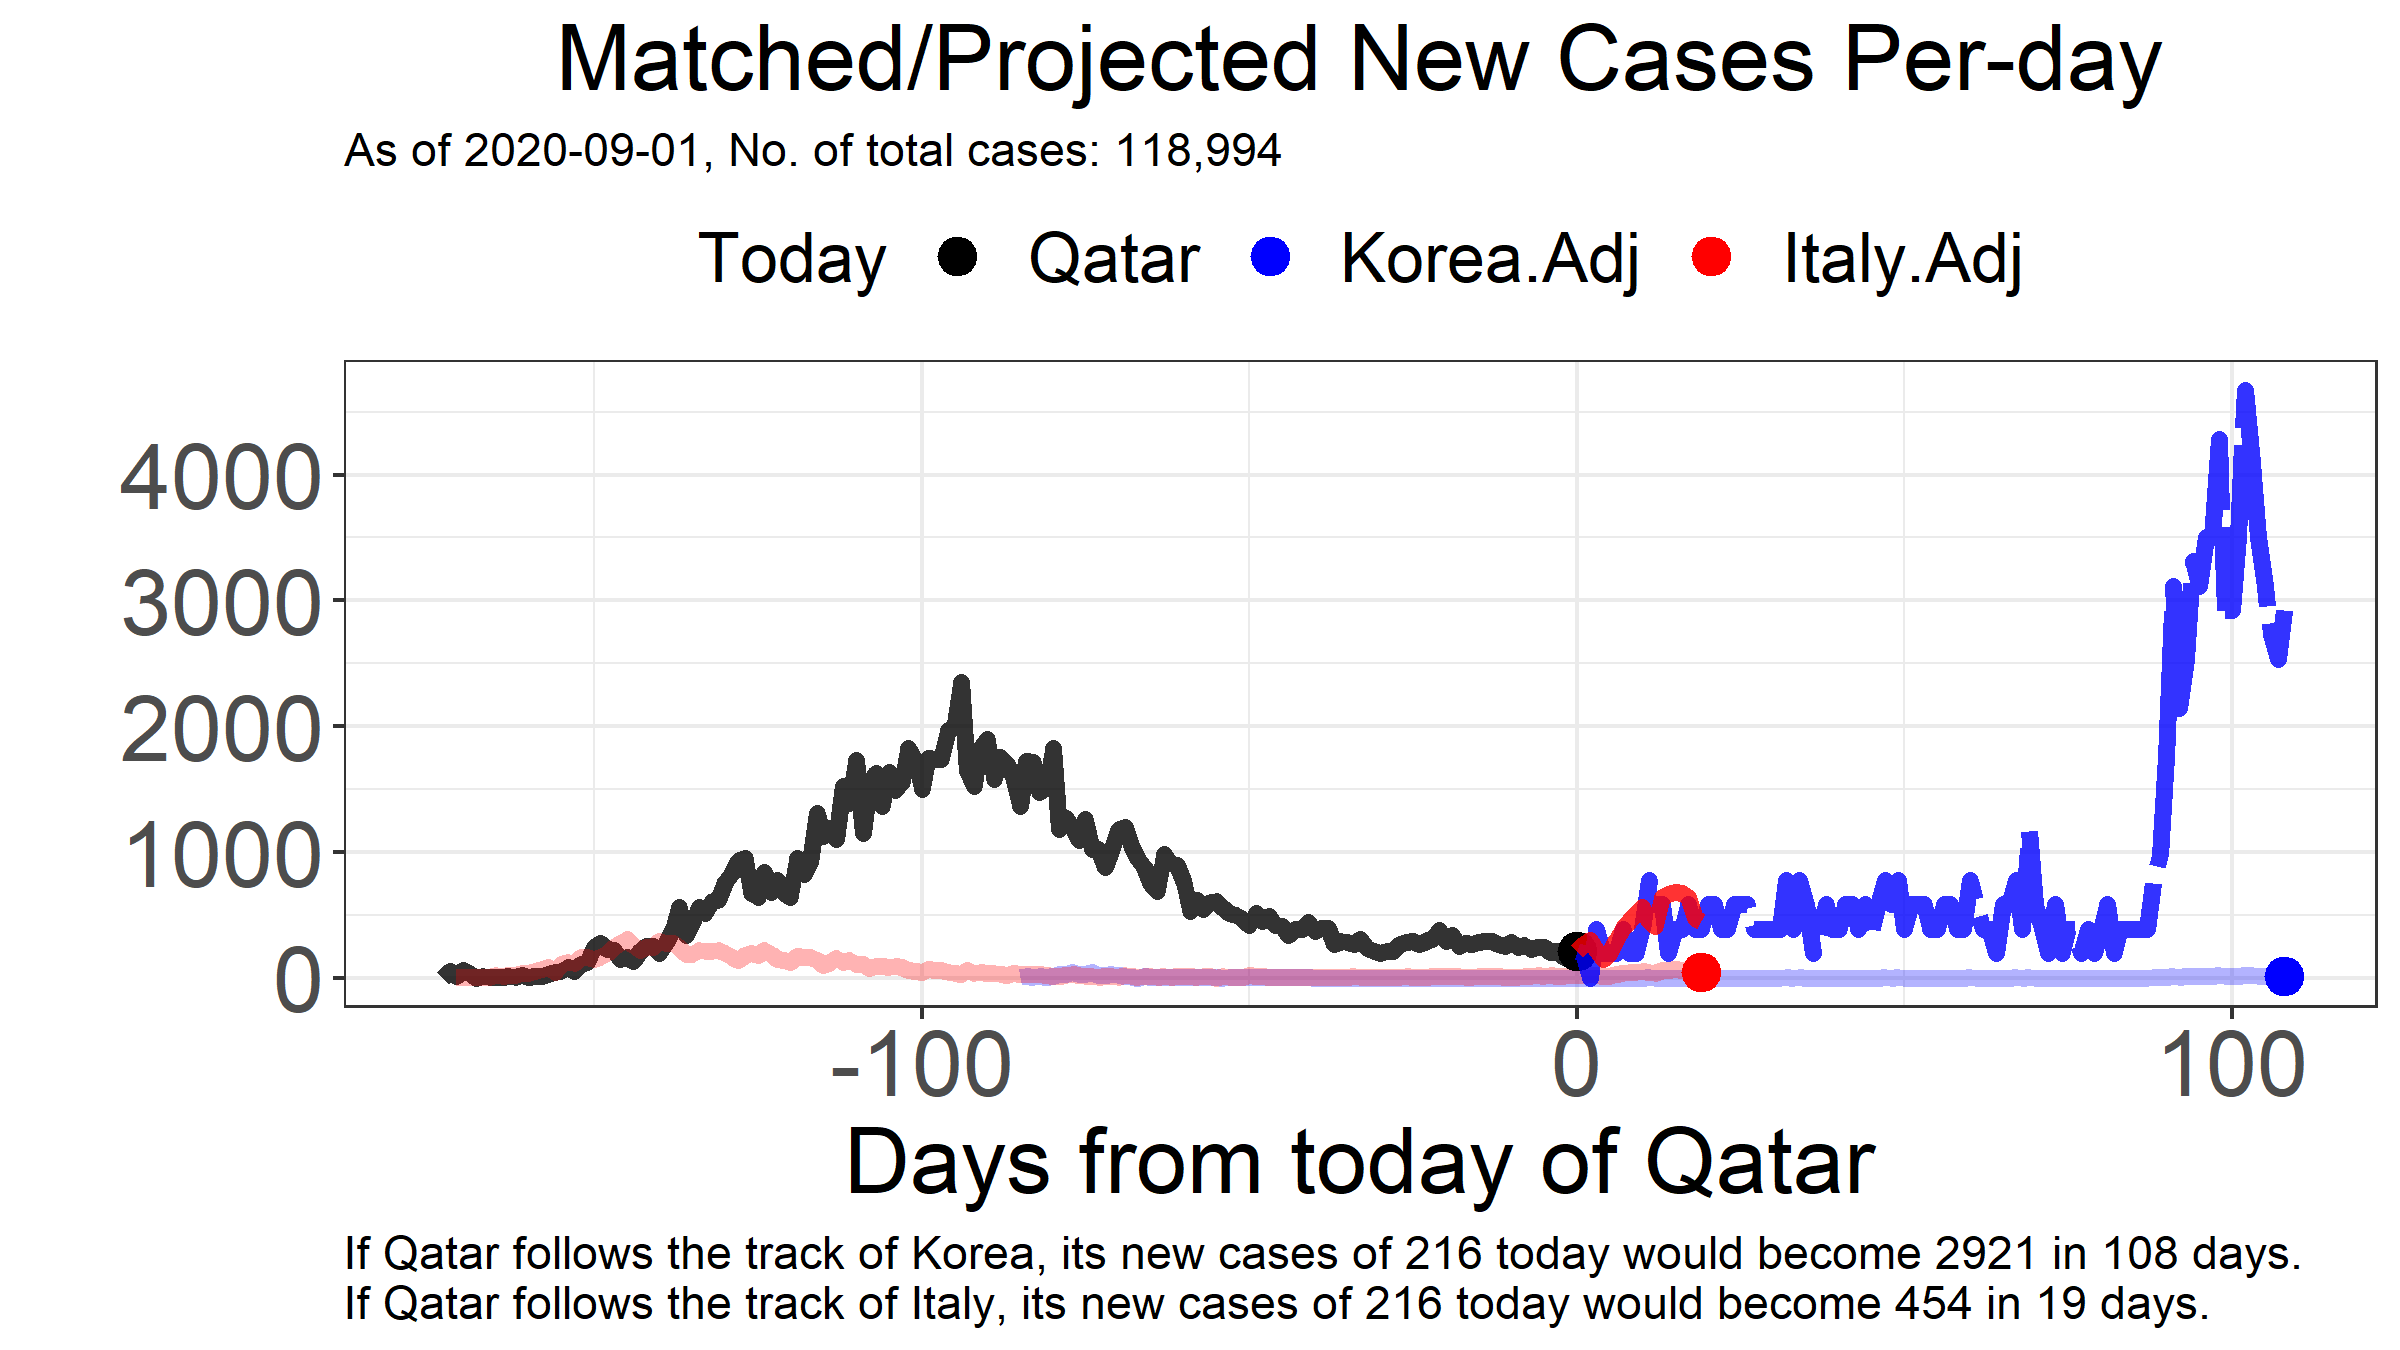 Matched/Projected New Cases Per-day
As of 2020-09-01, No. of total cases: 118,994
Today Qatar Korea.Adj Italy.Adj
4000
3000
2000
1000
0
-100 0 100
Days from today of Qatar
If Qatar follows the track of Korea, its new cases of 216 today would become 2921 in 108 days.
If Qatar follows the track of Italy, its new cases of 216 today would become 454 in 19 days.